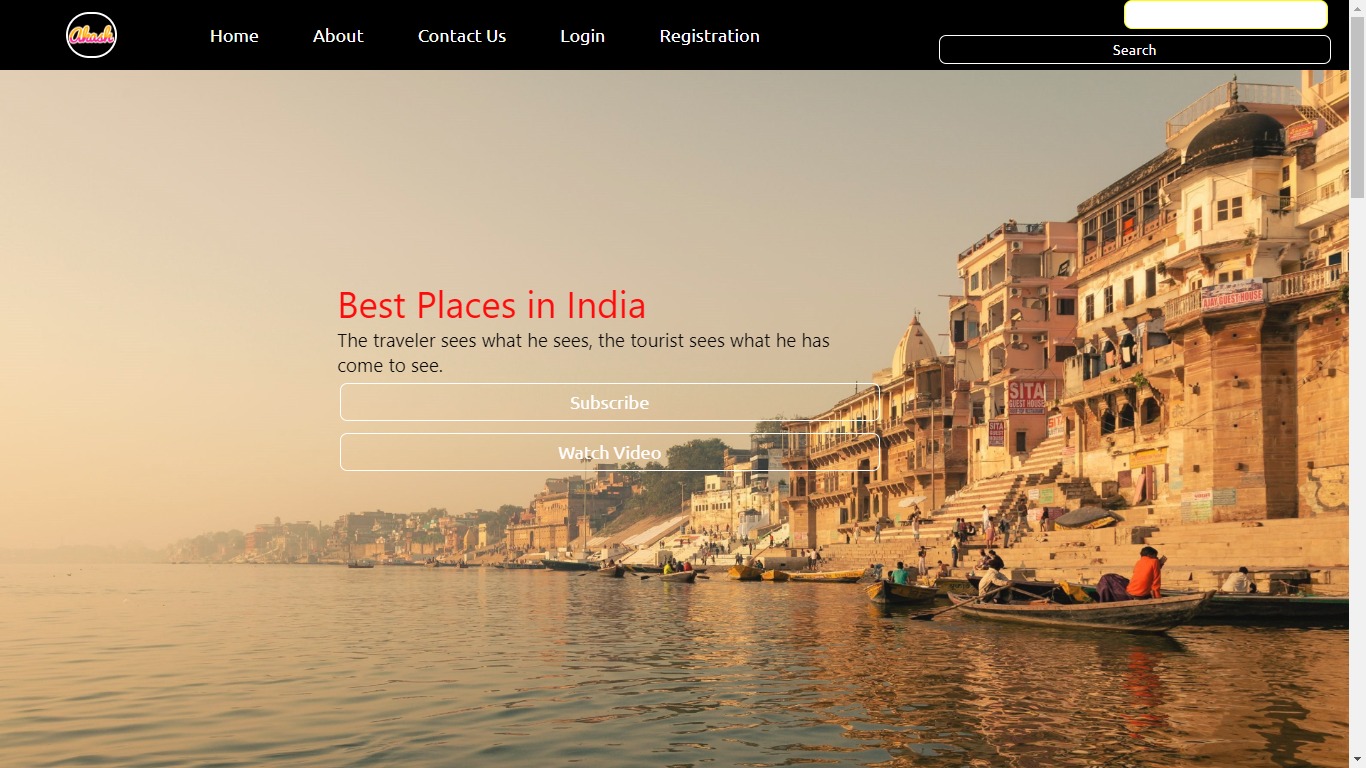 Akash
Home
About
Contact Us
Login
Registration
Search
Best Places in India
The traveler sees what he sees, the tourist sees what he has
come to see.
Subscribe
Watch Video
AJAY GUEST HOUSE
SITA
GUEST HOUSE
SITA